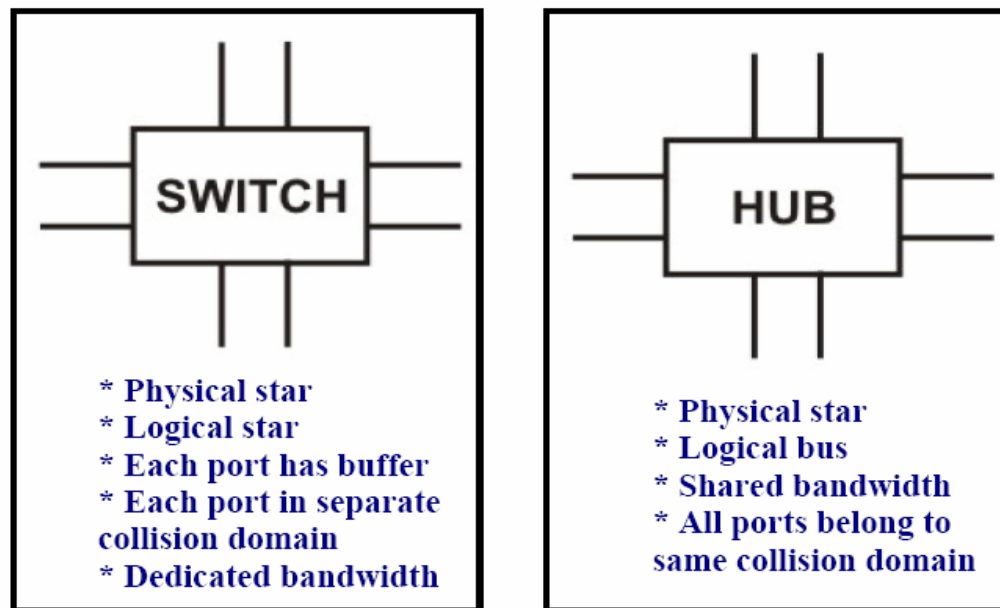 SWITCH
* Physical star
* Logical star
* Each port has buffer
* Each port in separate
collision domain
* Dedicated bandwidth
HUB
* Physical star
* Logical bus
* Shared bandwidth
* All ports belong to
same collision domain